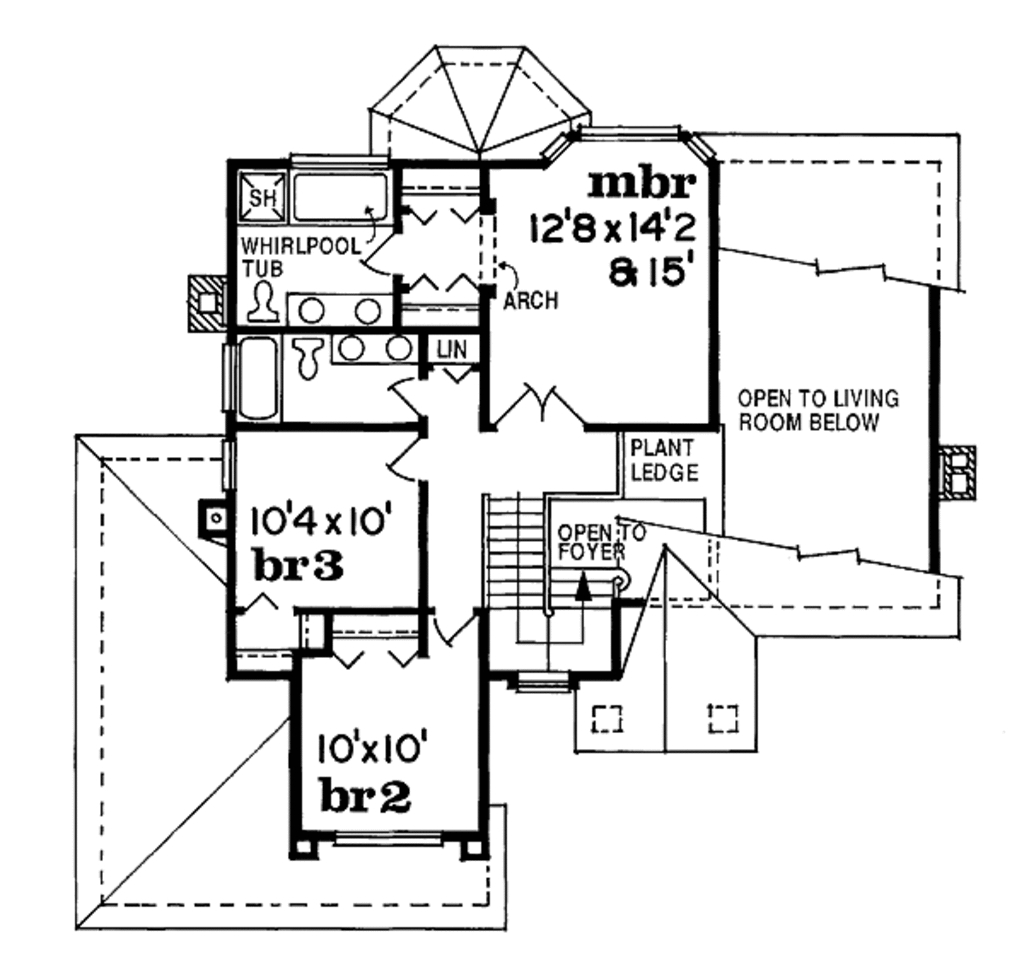 mbr
12'8 x 14'2
& 15'
SH
WHIRLPOOL
TUB
ARCH
LIN
OPEN TO LIVING
ROOM BELOW
PLANT
LEDGE
10'4 x 10'
br3
OPEN TO
FOYER
10' x 10'
br2